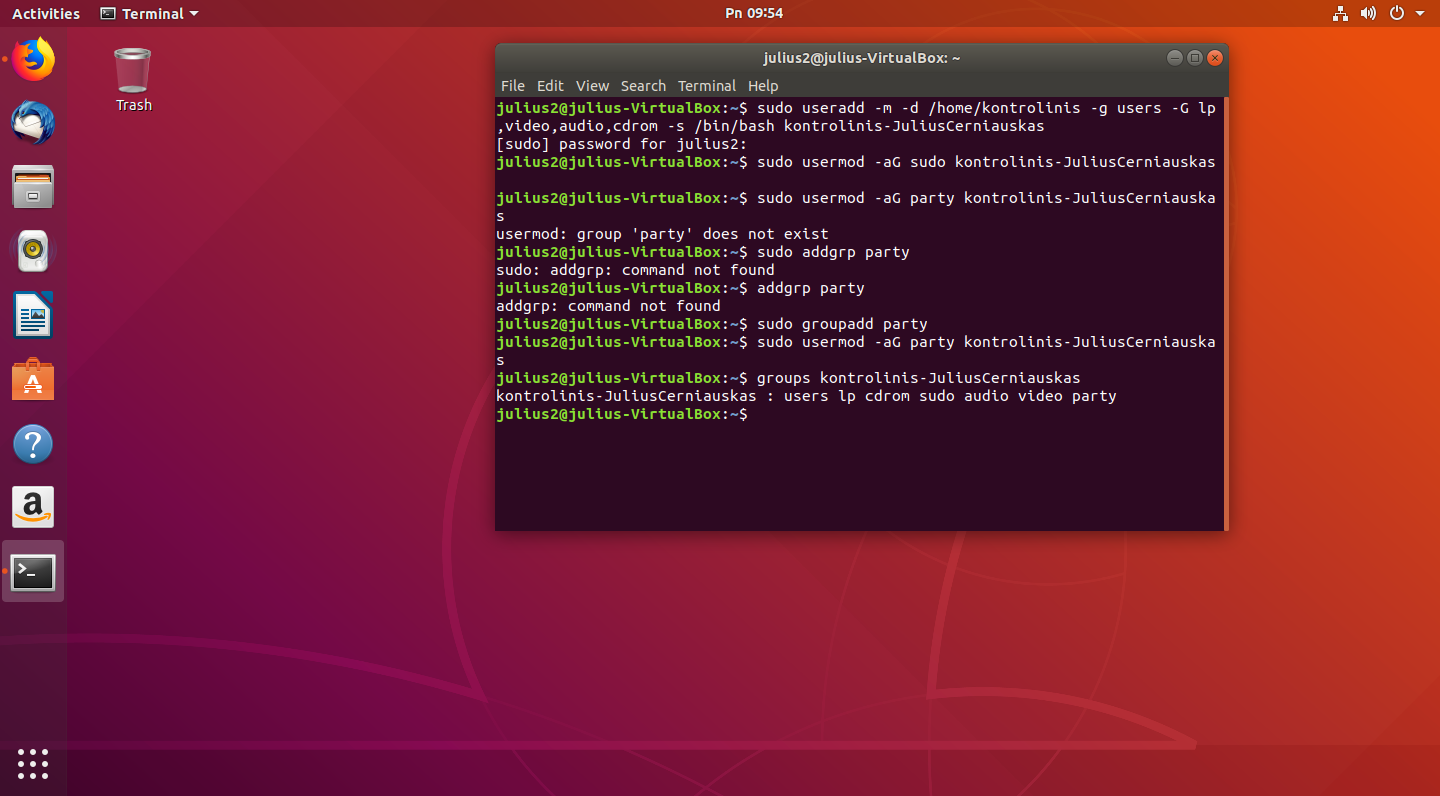 Activities
Terminal
Pn 09:54
Trash
julius2@julius-VirtualBox: ~
File Edit View Search Terminal Help
julius2@julius-VirtualBox:~$ sudo useradd -m -d /home/kontrolinis -g users -G lp
,video,audio,cdrom -s /bin/bash kontrolinis-JuliusCerniauskas
[sudo] password for julius2:
julius2@julius-VirtualBox:~$ sudo usermod -aG sudo kontrolinis-JuliusCerniauskas
julius2@julius-VirtualBox:~$ sudo usermod -aG party kontrolinis-JuliusCerniauska
s
usermod: group 'party' does not exist
julius2@julius-VirtualBox:~$ sudo addgrp party
sudo: addgrp: command not found
julius2@julius-VirtualBox:~$ addgrp party
addgrp: command not found
julius2@julius-VirtualBox:~$ sudo groupadd party
julius2@julius-VirtualBox:~$ sudo usermod -aG party kontrolinis-JuliusCerniauska
s
julius2@julius-VirtualBox:~$ groups kontrolinis-JuliusCerniauskas
kontrolinis-JuliusCerniauskas : users lp cdrom sudo audio video party
julius2@julius-VirtualBox:~$